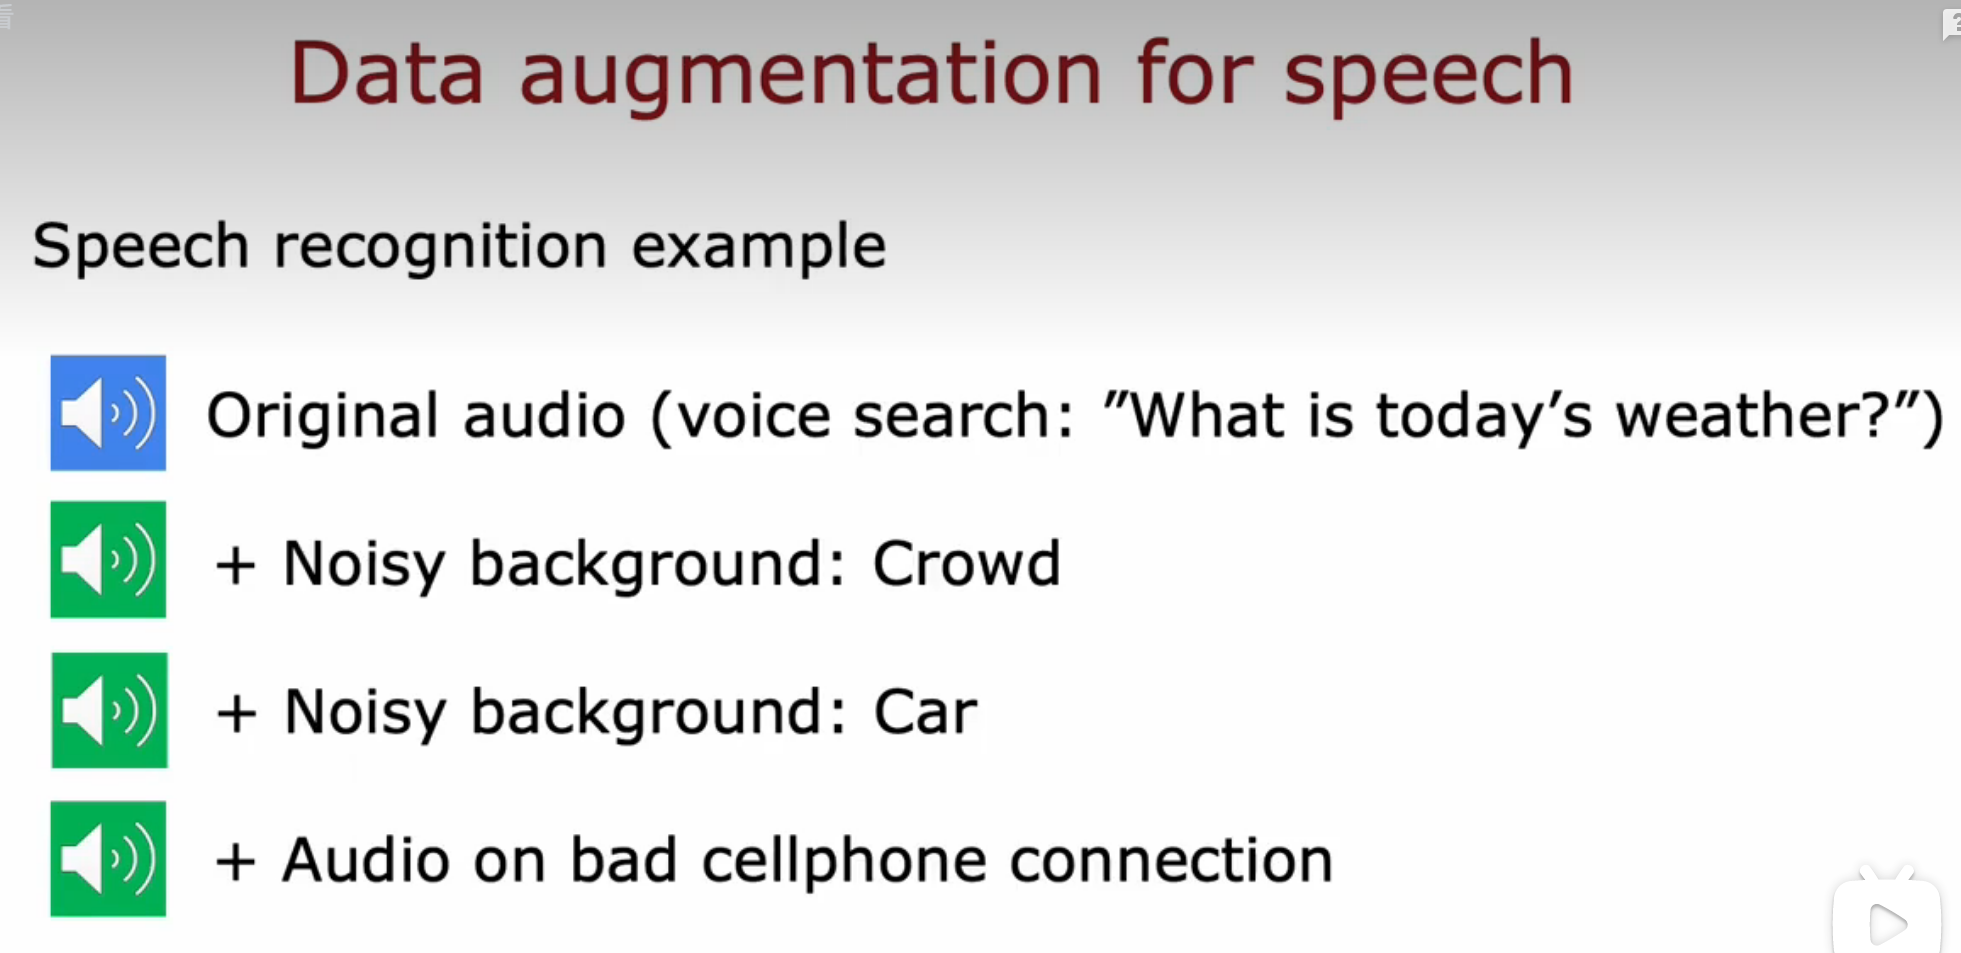 Data augmentation for speech
Speech recognition example
Original audio (voice search: ”What is today’s weather?”)
+ Noisy background: Crowd
+ Noisy background: Car
+ Audio on bad cellphone connection